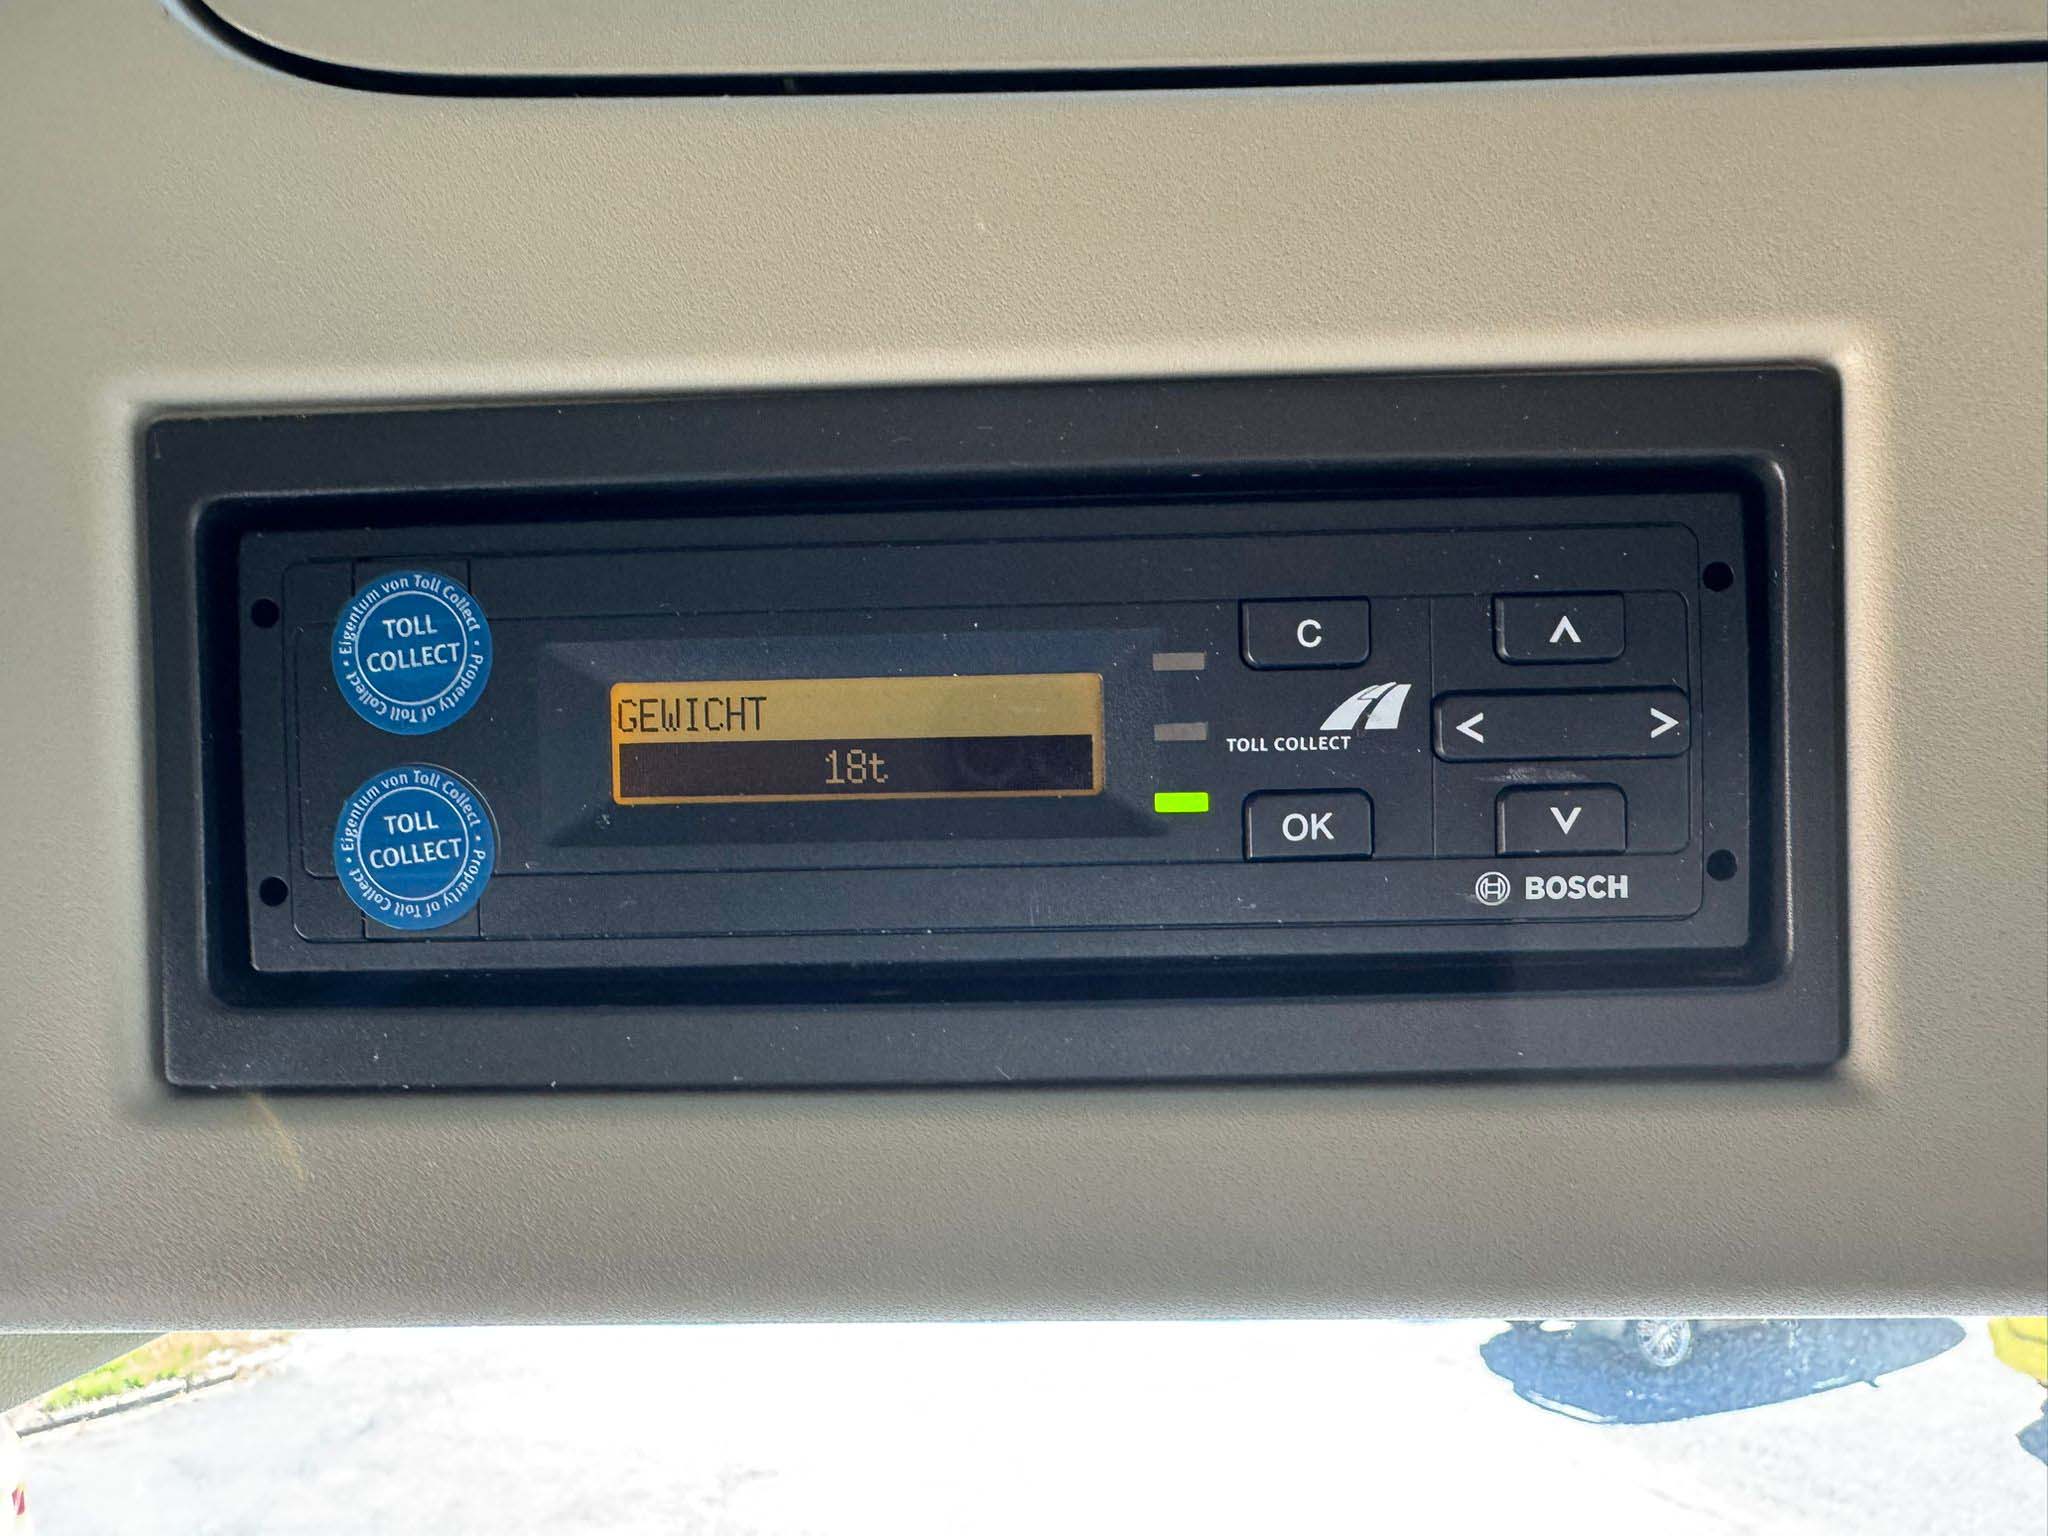 Eigentum von Toll Collect • Property of Toll Collect •
TOLL
COLLECT
Eigentum von Toll Collect • Property of Toll Collect •
TOLL
COLLECT
GEWICHT
18t
C
TOLL COLLECT
OK
BOSCH